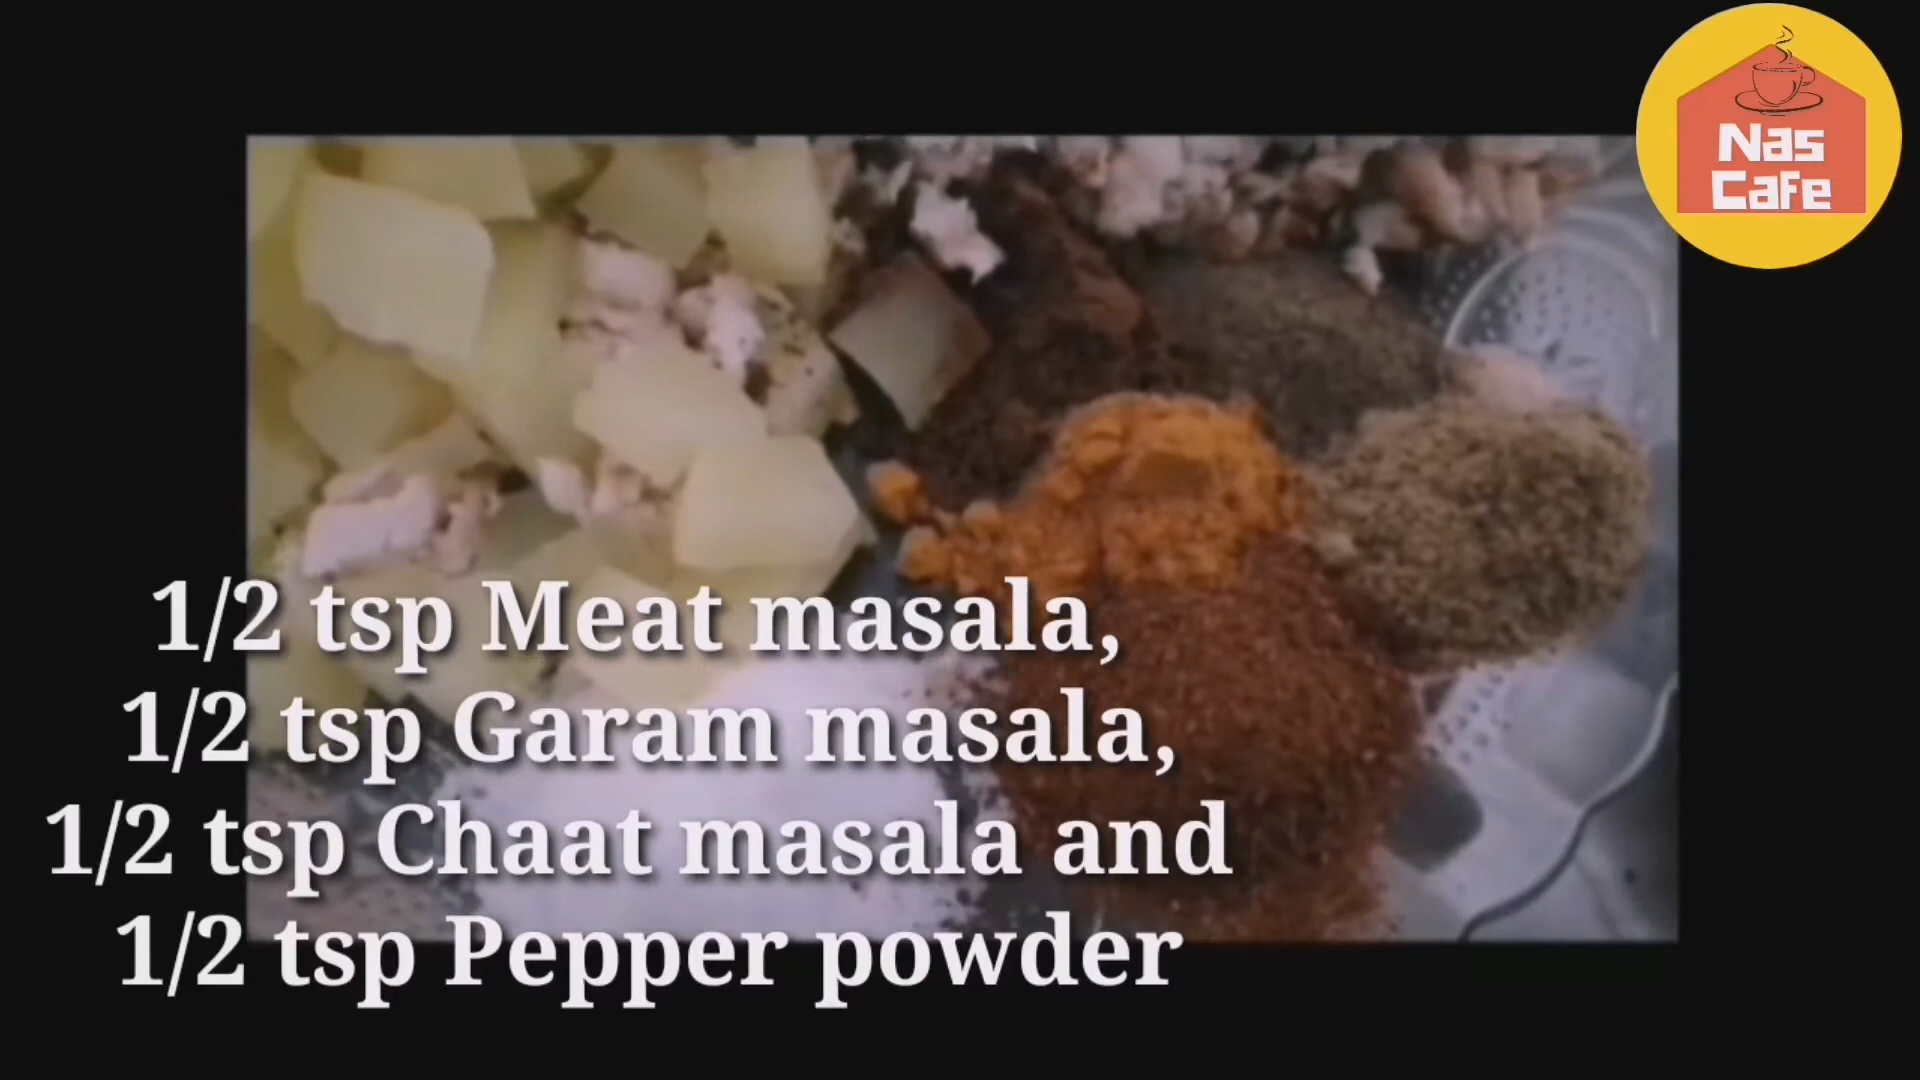 Nas
Cafe
1/2 tsp Meat masala,
1/2 tsp Garam masala,
1/2 tsp Chaat masala and
1/2 tsp Pepper powder